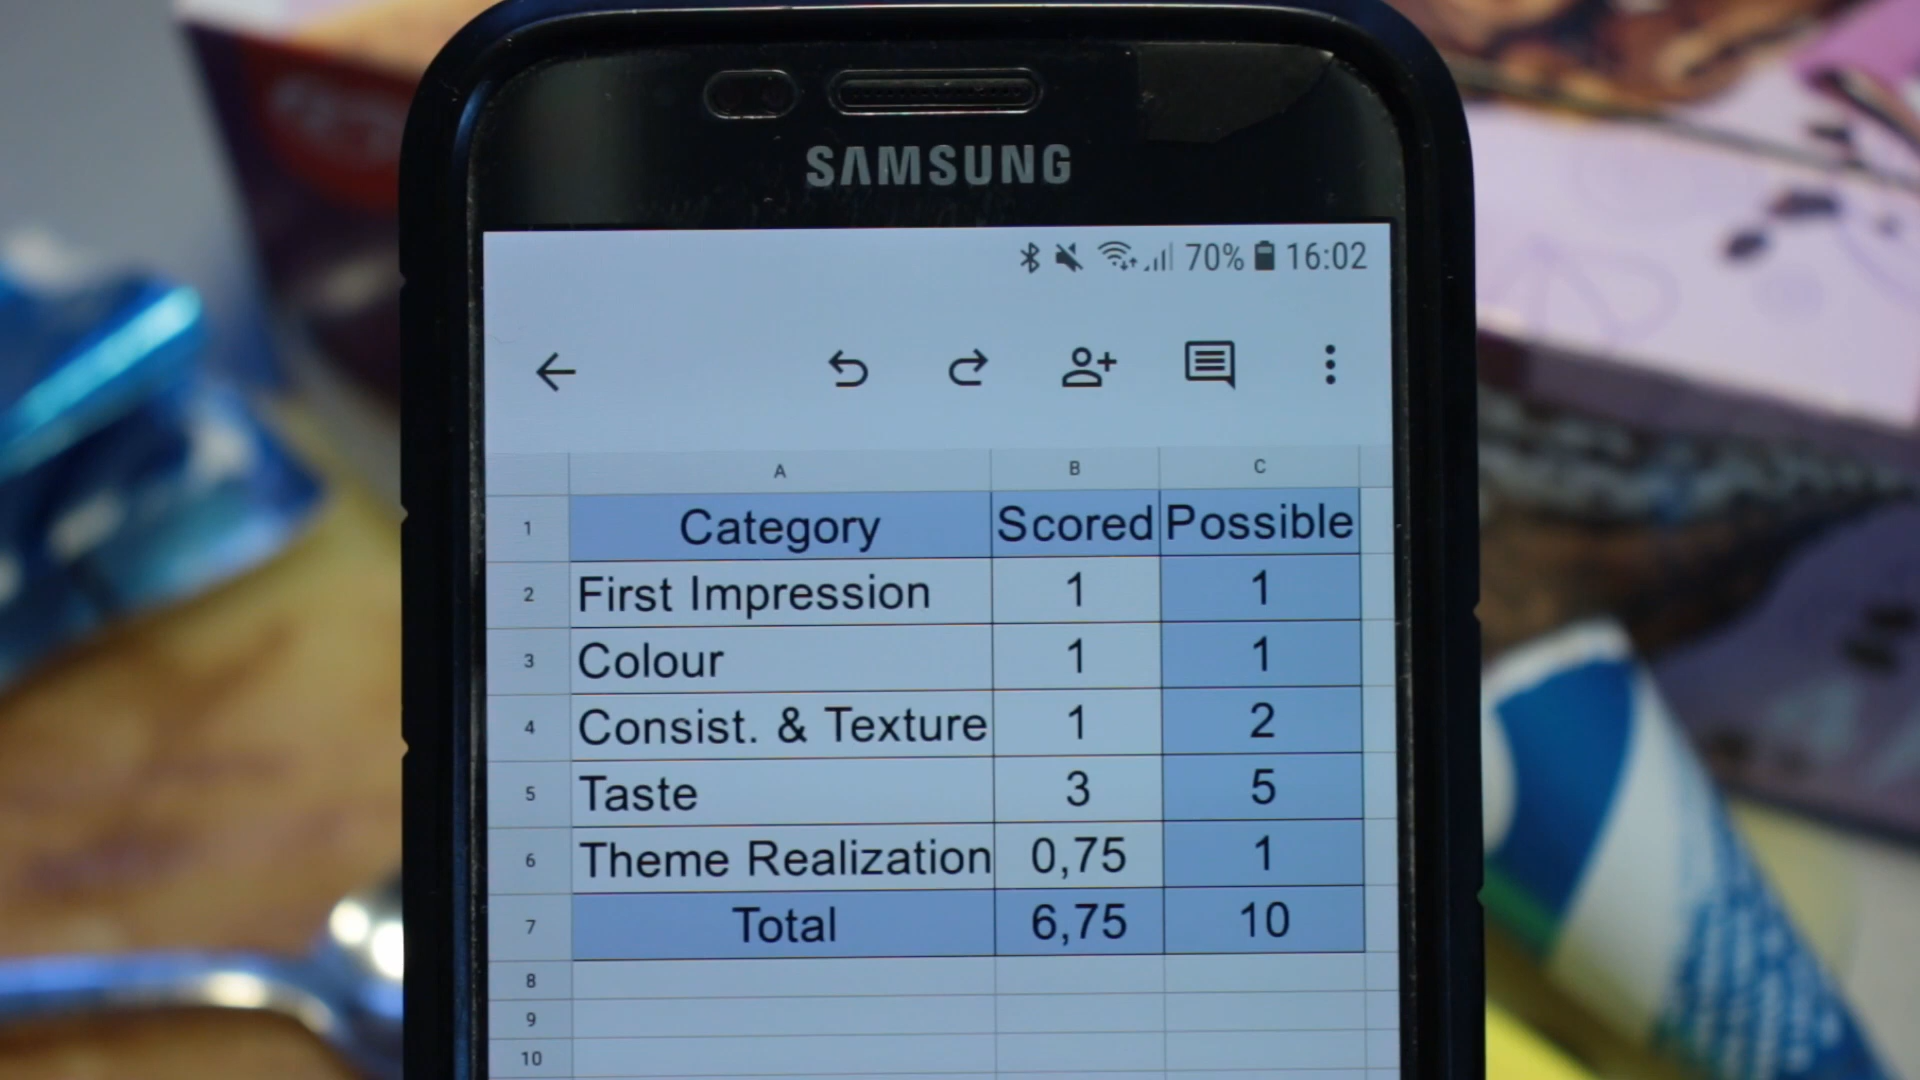 SAMSUNG
70% 16:02
A B C
1 Category Scored Possible
2 First Impression 1 1
3 Colour 1 1
4 Consist. & Texture 1 2
5 Taste 3 5
6 Theme Realization 0,75 1
7 Total 6,75 10
8
9
10